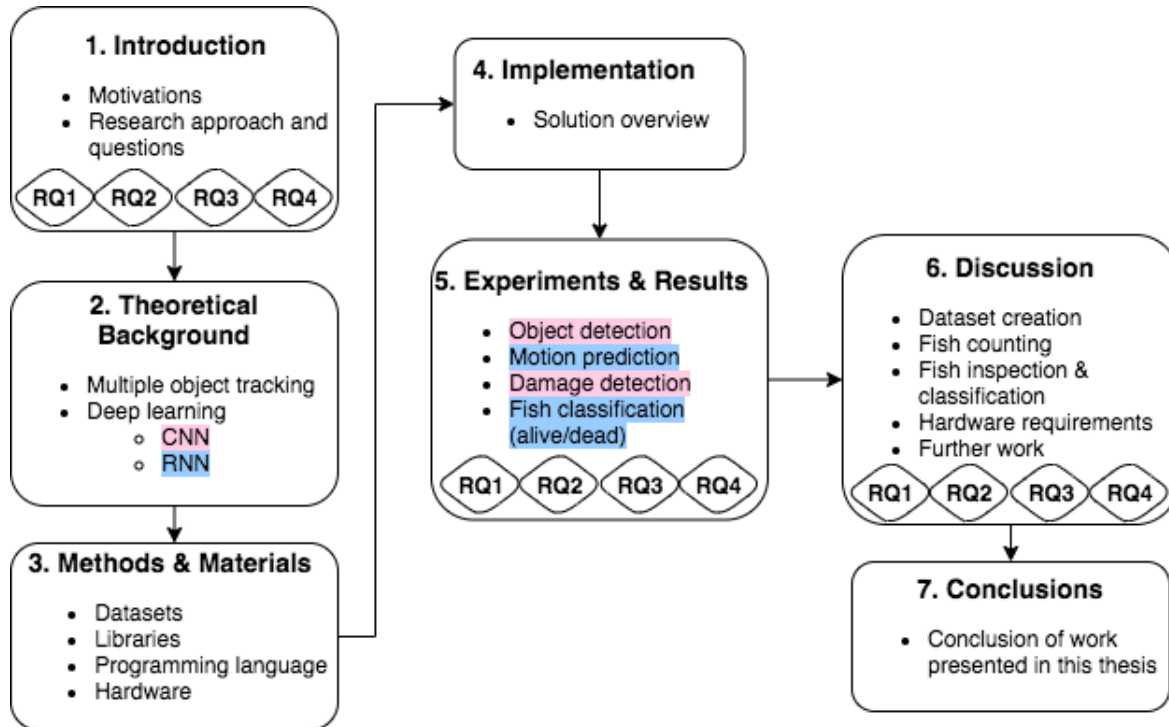 1. Introduction
• Motivations
• Research approach and
questions
RQ1 RQ2 RQ3 RQ4
2. Theoretical
Background
• Multiple object tracking
• Deep learning
○ CNN
○ RNN
3. Methods & Materials
• Datasets
• Libraries
• Programming language
• Hardware
4. Implementation
• Solution overview
5. Experiments & Results
• Object detection
• Motion prediction
• Damage detection
• Fish classification
(alive/dead)
RQ1 RQ2 RQ3 RQ4
6. Discussion
• Dataset creation
• Fish counting
• Fish inspection &
classification
• Hardware requirements
• Further work
RQ1 RQ2 RQ3 RQ4
7. Conclusions
• Conclusion of work
presented in this thesis